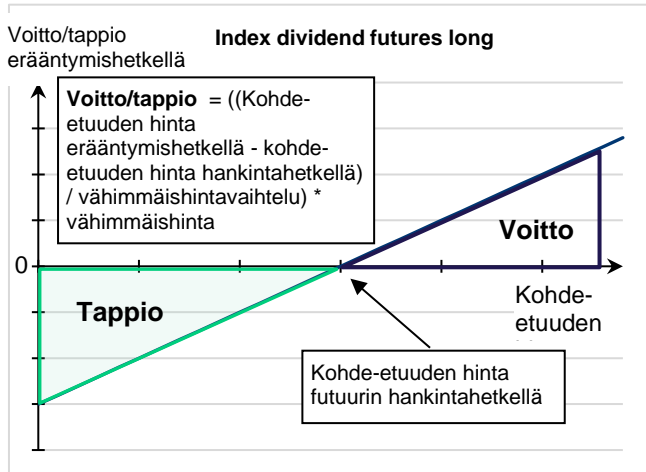 Voitto/tappio
erääntymishetkellä
Index dividend futures long
Voitto/tappio = ((Kohde-
etuuden hinta
erääntymishetkellä - kohde-
etuuden hinta hankintahetkellä)
/ vähimmäishintavaihtelu) *
vähimmäishinta
Voitto
0
Tappio
Kohde-
etuuden
Kohde-etuuden hinta
futuurin hankintahetkellä